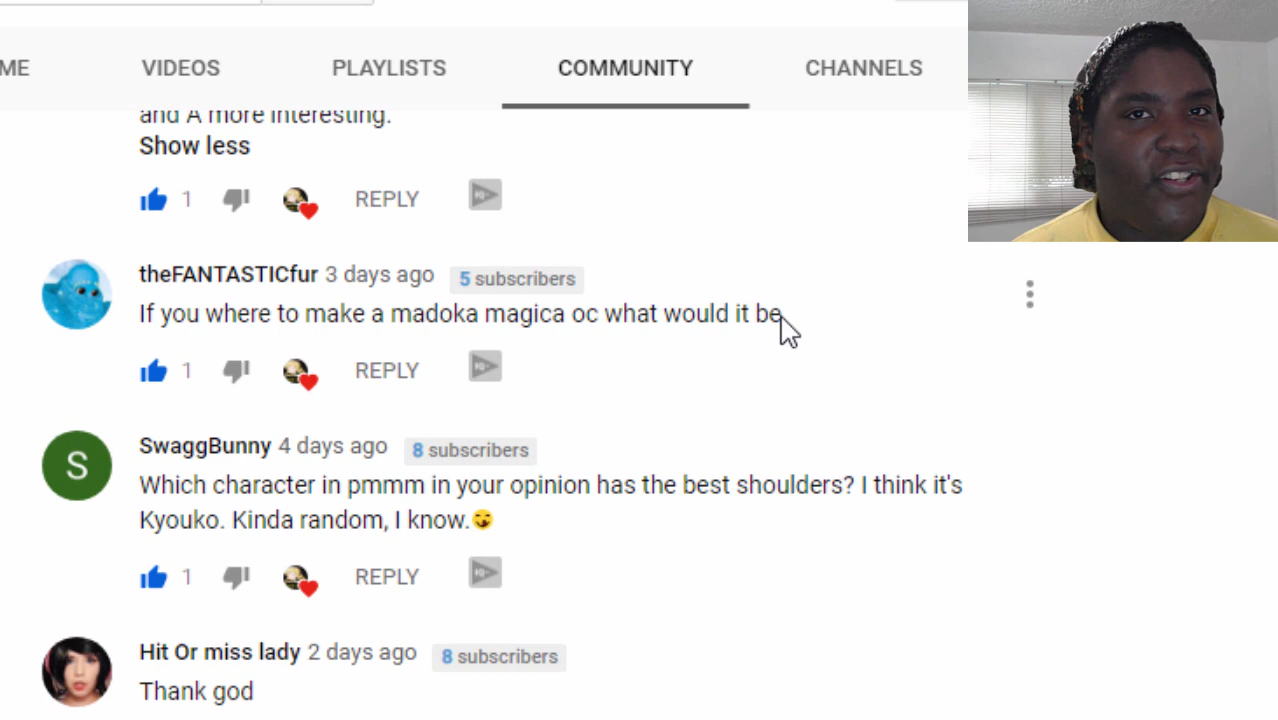 ME VIDEOS PLAYLISTS COMMUNITY CHANNELS
and A more interesting.
Show less
1 REPLY
theFANTASTICfur 3 days ago 5 subscribers
If you where to make a madoka magica oc what would it be
1 REPLY
SwaggBunny 4 days ago 8 subscribers
S
Which character in pmmm in your opinion has the best shoulders? I think it's
Kyouko. Kinda random, I know.
1 REPLY
Hit Or miss lady 2 days ago 8 subscribers
Thank god